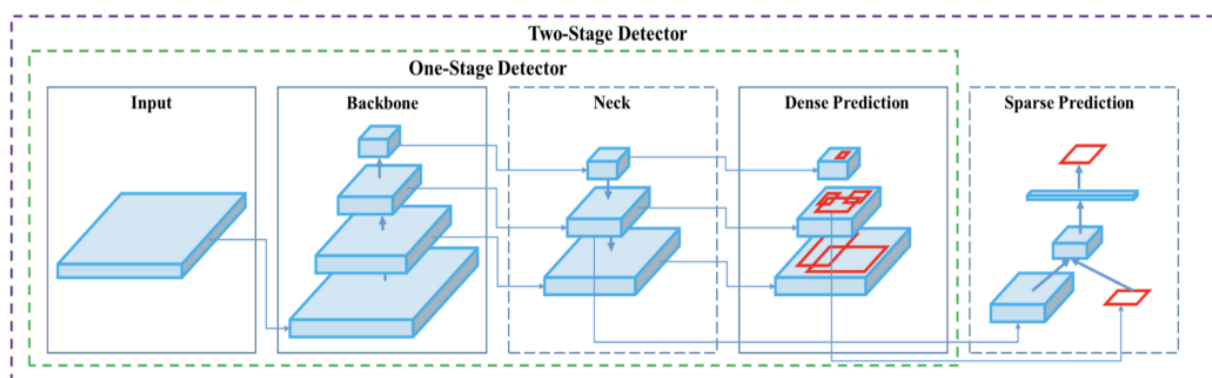 Two-Stage Detector
One-Stage Detector
Input
Backbone
Neck
Dense Prediction
Sparse Prediction